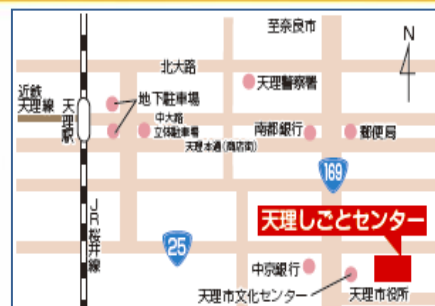 至奈良市
N
北大路
天理警察署
近鉄
天理線
天理駅
地下駐車場
中大路
立体駐車場
南都銀行
郵便局
天理本通(商店街)
169
天理しごとセンター
JR桜井線
25
中京銀行
天理市文化センター
天理市役所